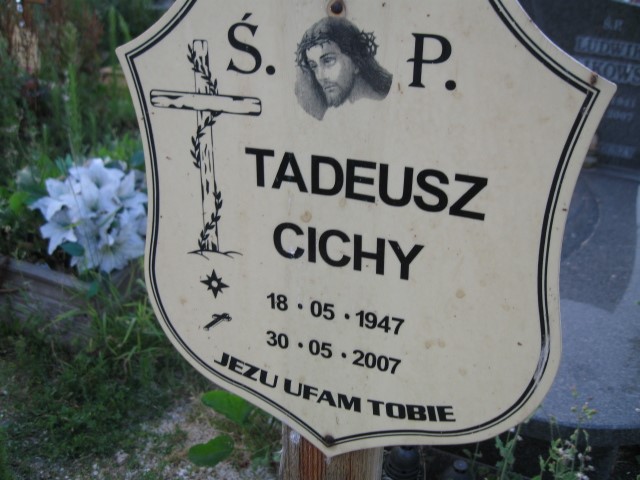 Ś. P.
TADEUSZ
CICHY
18 · 05 · 1947
30 · 05 · 2007
JEZU UFAM TOBIE